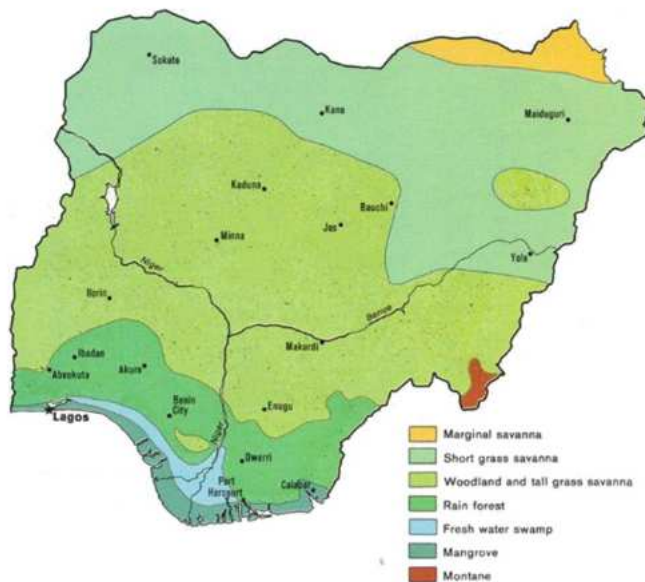 Sokoto
Kano
Maiduguri
Kaduna
Bauchi
Jos
Minna
Yola
Niger
Ilorin
Benue
Makurdi
Ibadan
Abeokuta
Akure
Benin
City
Enugu
Lagos
Niger
Owerri
Port
Harcourt
Calabar
Marginal savanna
Short grass savanna
Woodland and tall grass savanna
Rain forest
Fresh water swamp
Mangrove
Montane